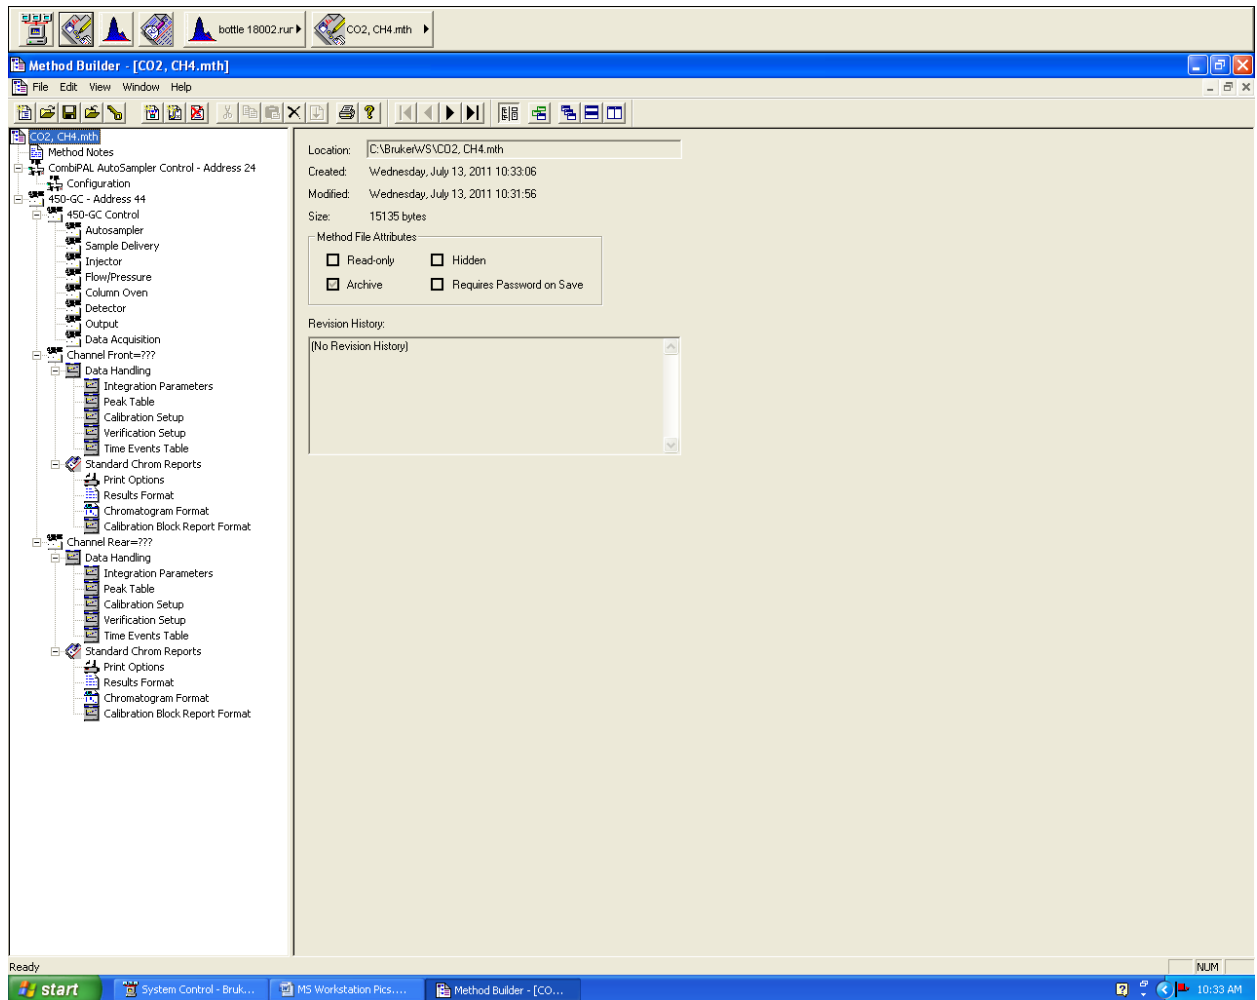 bottle 18002.run
CO2, CH4.mth
Method Builder - [CO2, CH4.mth]
File Edit View Window Help
CO2, CH4.mth
Method Notes
CombiPAL AutoSampler Control - Address 24
Configuration
450-GC - Address 44
450-GC Control
Autosampler
Sample Delivery
Injector
Flow/Pressure
Column Oven
Detector
Output
Data Acquisition
Channel Front=???
Data Handling
Integration Parameters
Peak Table
Calibration Setup
Verification Setup
Time Events Table
Standard Chrom Reports
Print Options
Results Format
Chromatogram Format
Calibration Block Report Format
Channel Rear=???
Data Handling
Integration Parameters
Peak Table
Calibration Setup
Verification Setup
Time Events Table
Standard Chrom Reports
Print Options
Results Format
Chromatogram Format
Calibration Block Report Format
Location: C:\BrukerWS\CO2, CH4.mth
Created: Wednesday, July 13, 2011 10:33:06
Modified: Wednesday, July 13, 2011 10:31:56
Size: 15135 bytes
Method File Attributes
Read-only Hidden
Archive Requires Password on Save
Revision History:
(No Revision History)
Ready NUM
start System Control - Bruk... MS Workstation Pics.... Method Builder - [CO... 10:33 AM